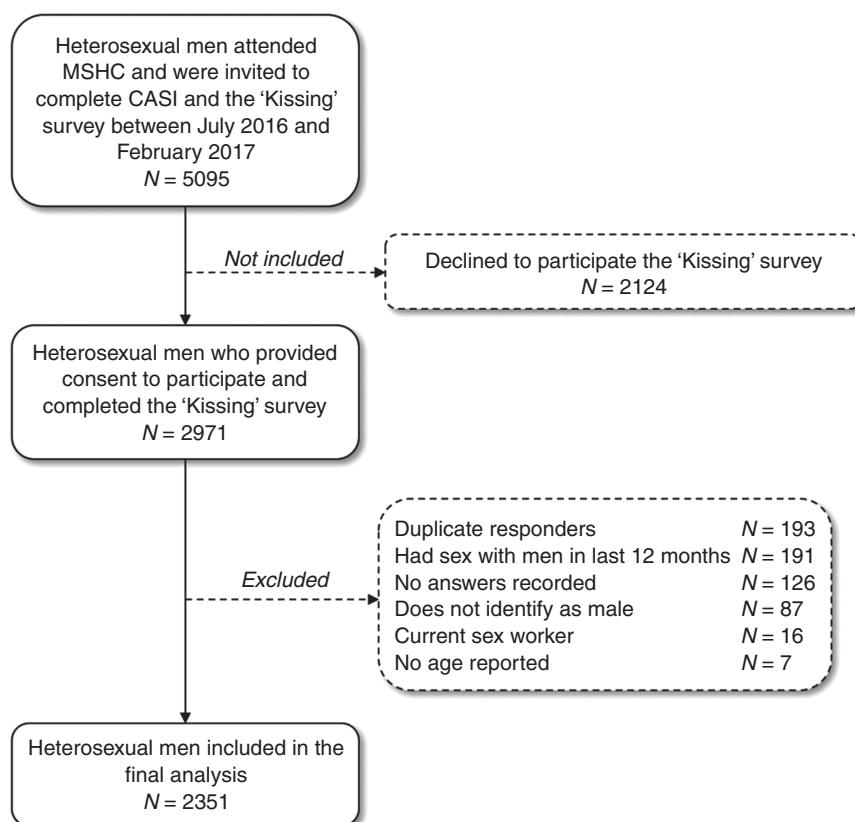 Heterosexual men attended
MSHC and were invited to
complete CASI and the ‘Kissing’
survey between July 2016 and
February 2017
N = 5095
Not included
Declined to participate the ‘Kissing’ survey
N = 2124
Heterosexual men who provided
consent to participate and
completed the ‘Kissing’ survey
N = 2971
Excluded
Duplicate responders N = 193
Had sex with men in last 12 months N = 191
No answers recorded N = 126
Does not identify as male N = 87
Current sex worker N = 16
No age reported N = 7
Heterosexual men included in the
final analysis
N = 2351